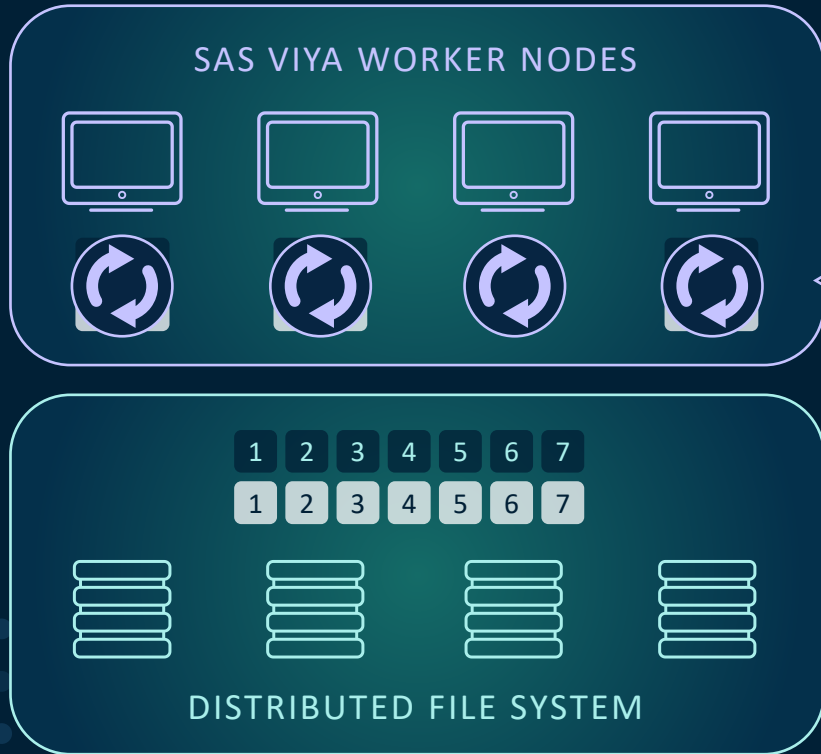 SAS VIYA WORKER NODES
1 2 3 4 5 6 7
1 2 3 4 5 6 7
DISTRIBUTED FILE SYSTEM